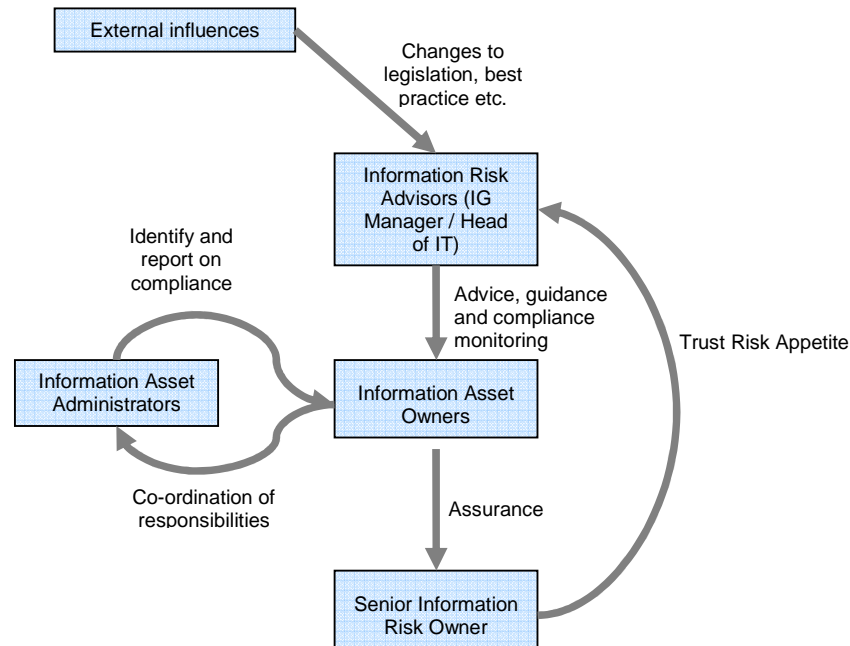 External influences
Changes to
legislation, best
practice etc.
Information Risk
Advisors (IG
Manager / Head
of IT)
Identify and
report on
compliance
Advice, guidance
and compliance
monitoring
Trust Risk Appetite
Information Asset
Administrators
Information Asset
Owners
Co-ordination of
responsibilities
Assurance
Senior Information
Risk Owner